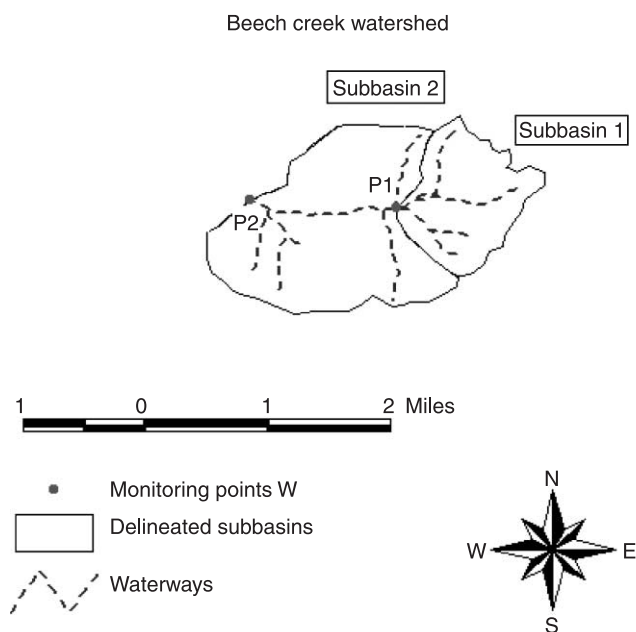 Beech creek watershed
Subbasin 2
Subbasin 1
P1
P2
1 0 1 2 Miles
Monitoring points W
Delineated subbasins
Waterways
N
W E
S